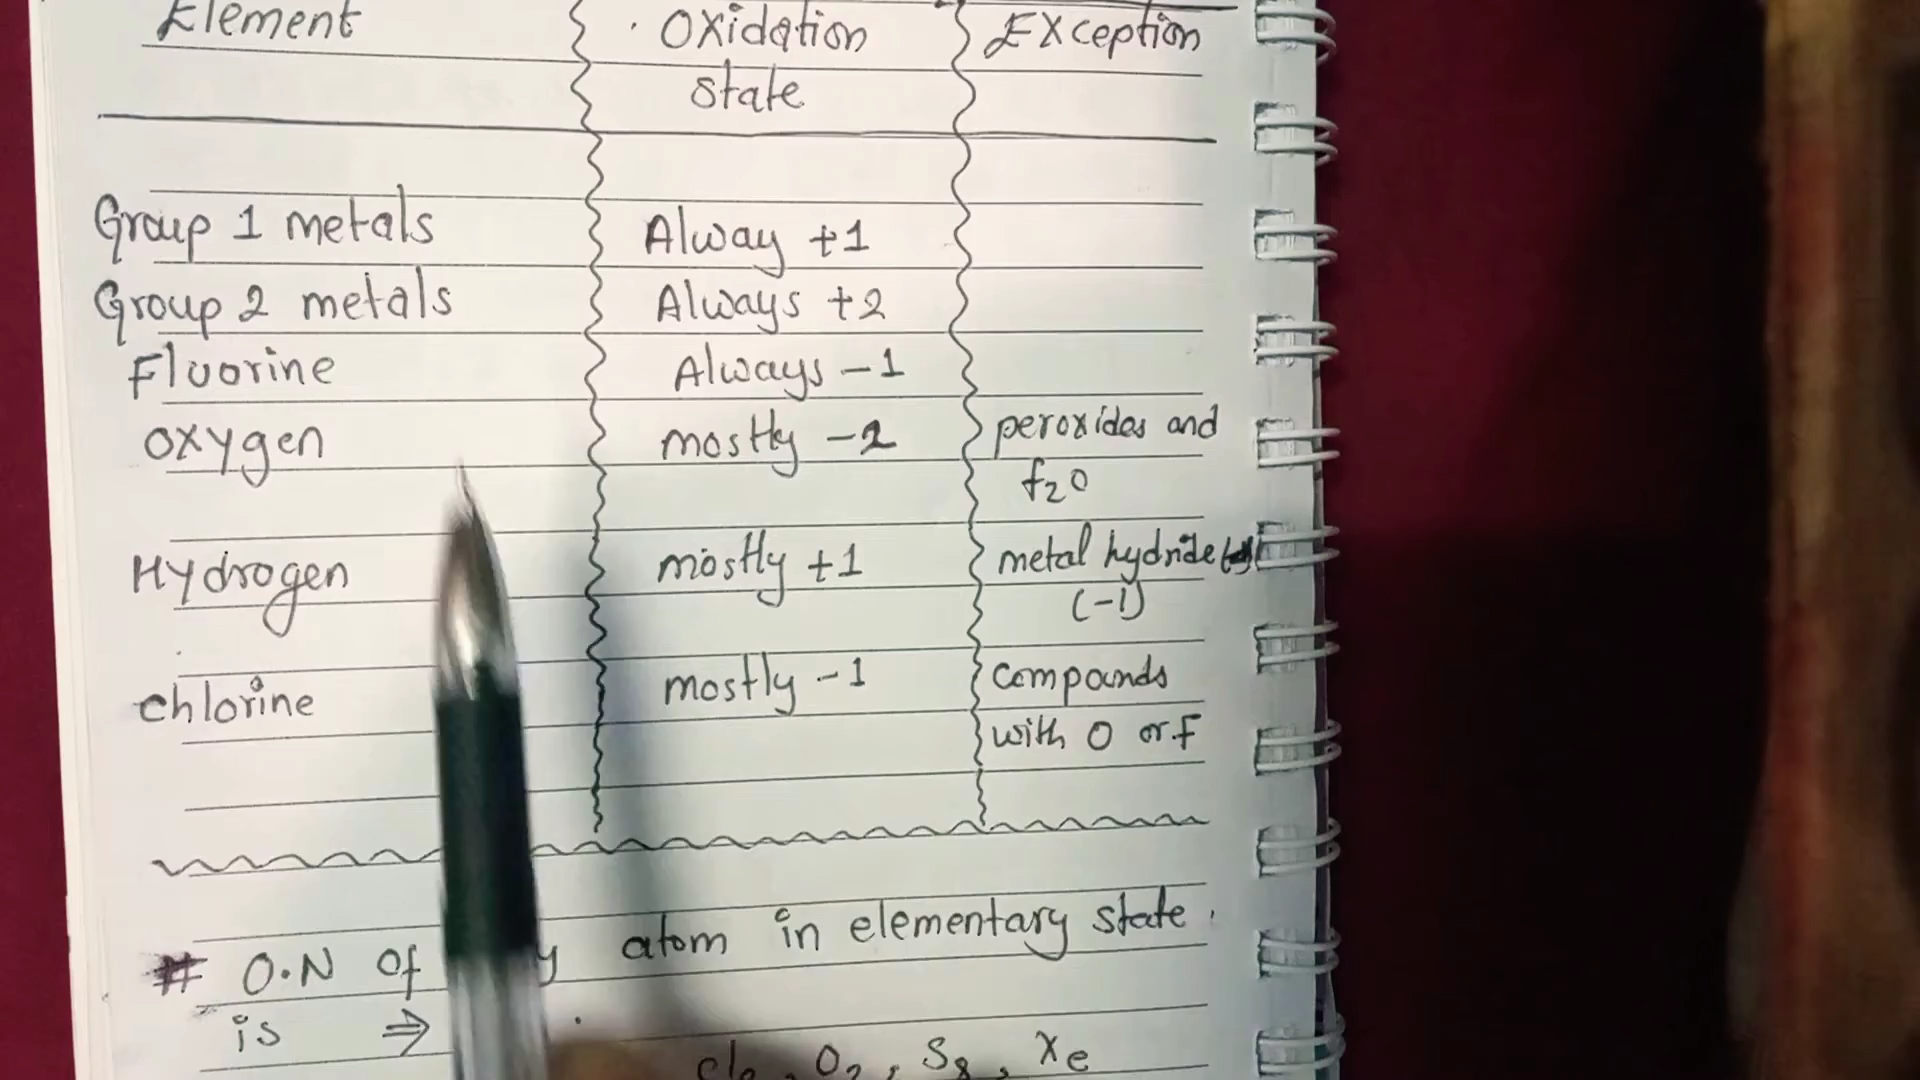 Element Oxidation Exception
state
Group 1 metals Alway +1
Group 2 metals Always +2
Fluorine Always -1
Oxygen mostly -2 peroxides and
F₂O
Hydrogen mostly +1 metal hydride
(-1)
chlorine mostly -1 compounds
with O or F
# O.N Of atom in elementary state.
is ⇒
O₂, S₈, Xe